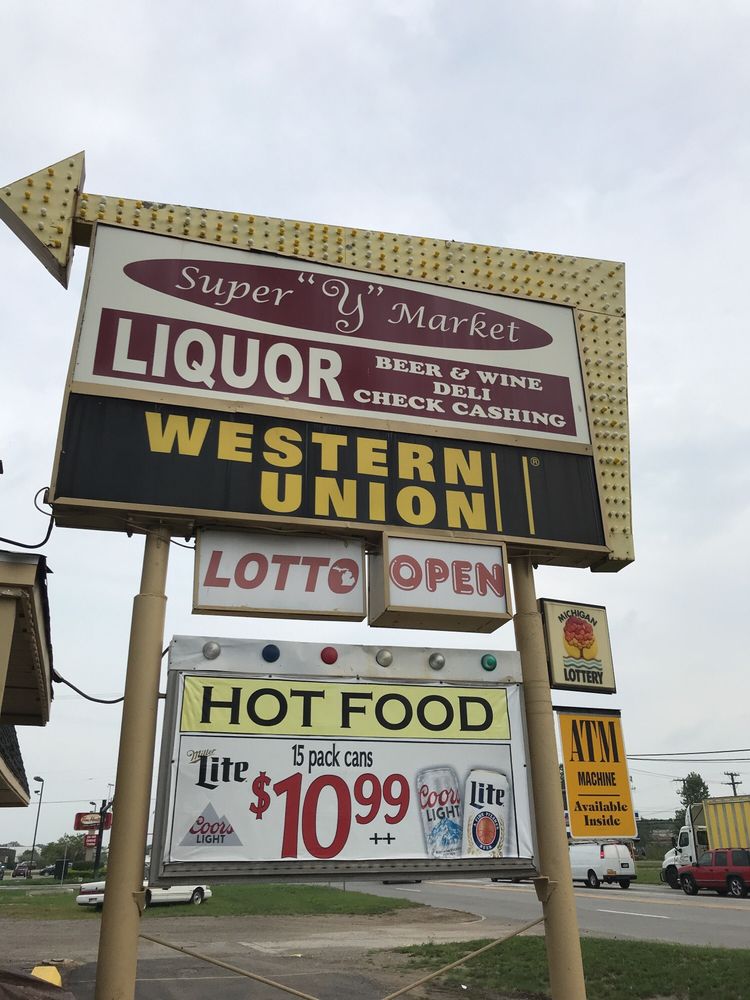 Super "Y" Market
LIQUOR
BEER & WINE
DELI
CHECK CASHING
WESTERN
UNION ®
LOTTO
OPEN
MICHIGAN
LOTTERY
HOT FOOD
Miller
Lite
15 pack cans
$10.99
++
Coors
LIGHT
Coors
LIGHT
Lite
ATM
MACHINE
Available
Inside